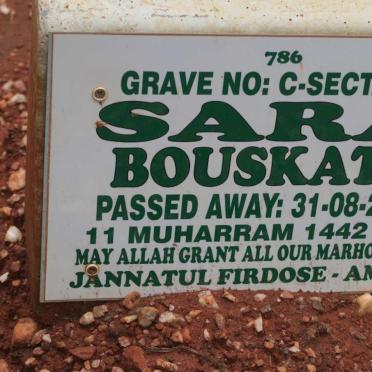 786
GRAVE NO: C-SECT
SARA
BOUSKAT
PASSED AWAY: 31-08-2
11 MUHARRAM 1442
MAY ALLAH GRANT ALL OUR MARHO
JANNATUL FIRDOSE - AM